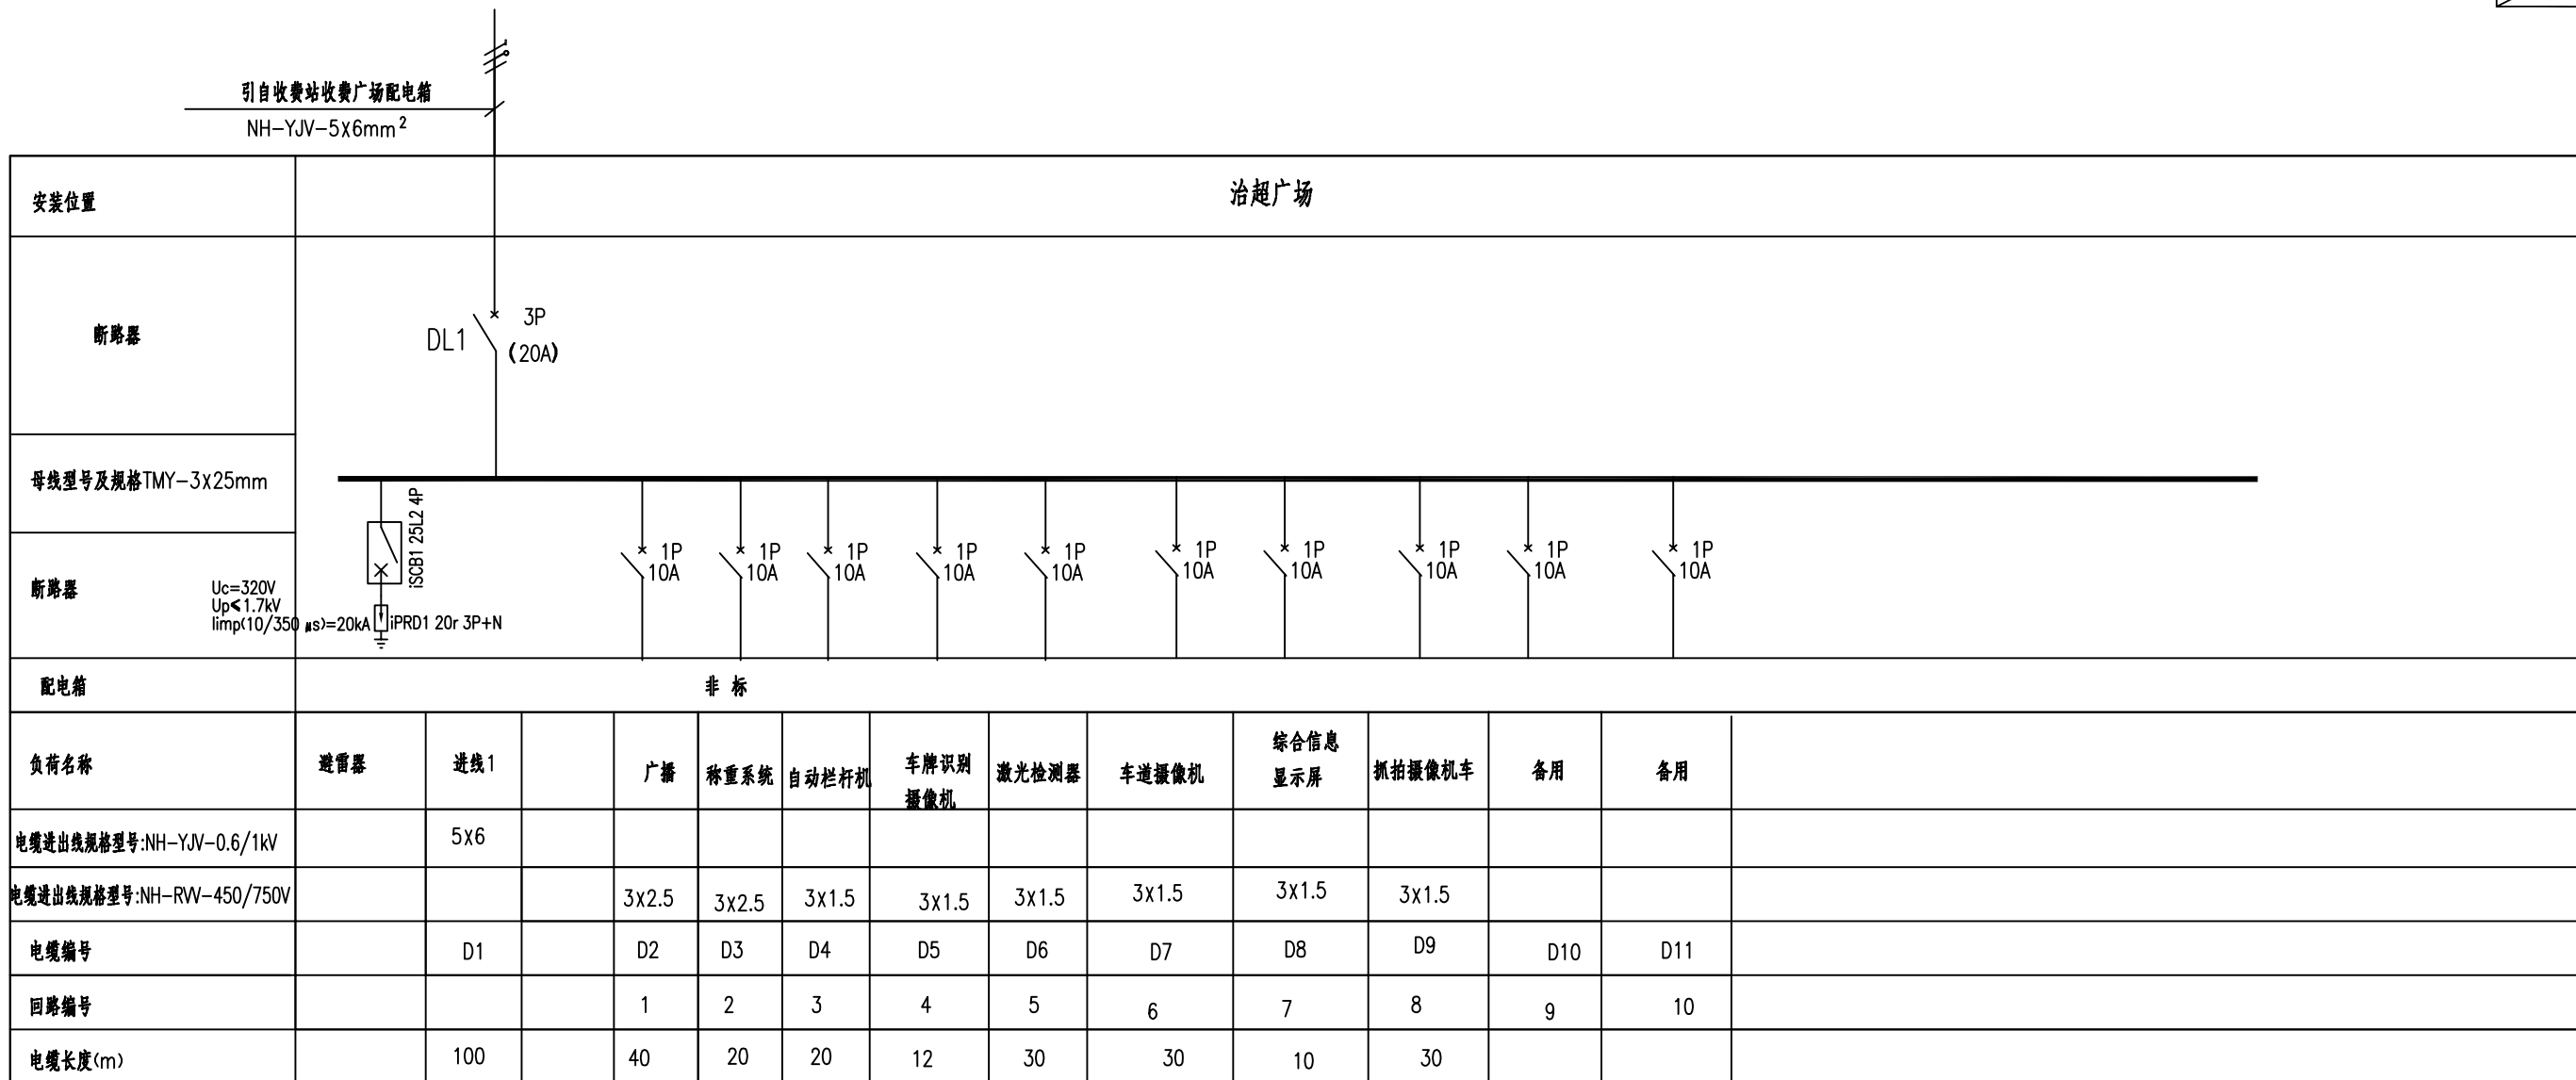 引自收费站收费广场配电箱
NH-YJV-5x6mm²
安装位置
治超广场
断路器
DL1
3P
(20A)
母线型号及规格TMY-3x25mm
断路器
Uc=320V
Up≤1.7kV
Iimp(10/350 μs)=20kA
iSCB1 25L2 4P
iPRD1 20r 3P+N
1P
10A
1P
10A
1P
10A
1P
10A
1P
10A
1P
10A
1P
10A
1P
10A
1P
10A
1P
10A
配电箱
非 标
负荷名称 避雷器 进线1 广播 称重系统 自动栏杆机 车牌识别 激光检测器 车道摄像机 综合信息 抓拍摄像机车 备用 备用
摄像机 显示屏
电缆进出线规格型号:NH-YJV-0.6/1kV 5x6
电缆进出线规格型号:NH-RVV-450/750V 3x2.5 3x2.5 3x1.5 3x1.5 3x1.5 3x1.5 3x1.5 3x1.5
电缆编号 D1 D2 D3 D4 D5 D6 D7 D8 D9 D10 D11
回路编号 1 2 3 4 5 6 7 8 9 10
电缆长度(m) 100 40 20 20 12 30 30 10 30